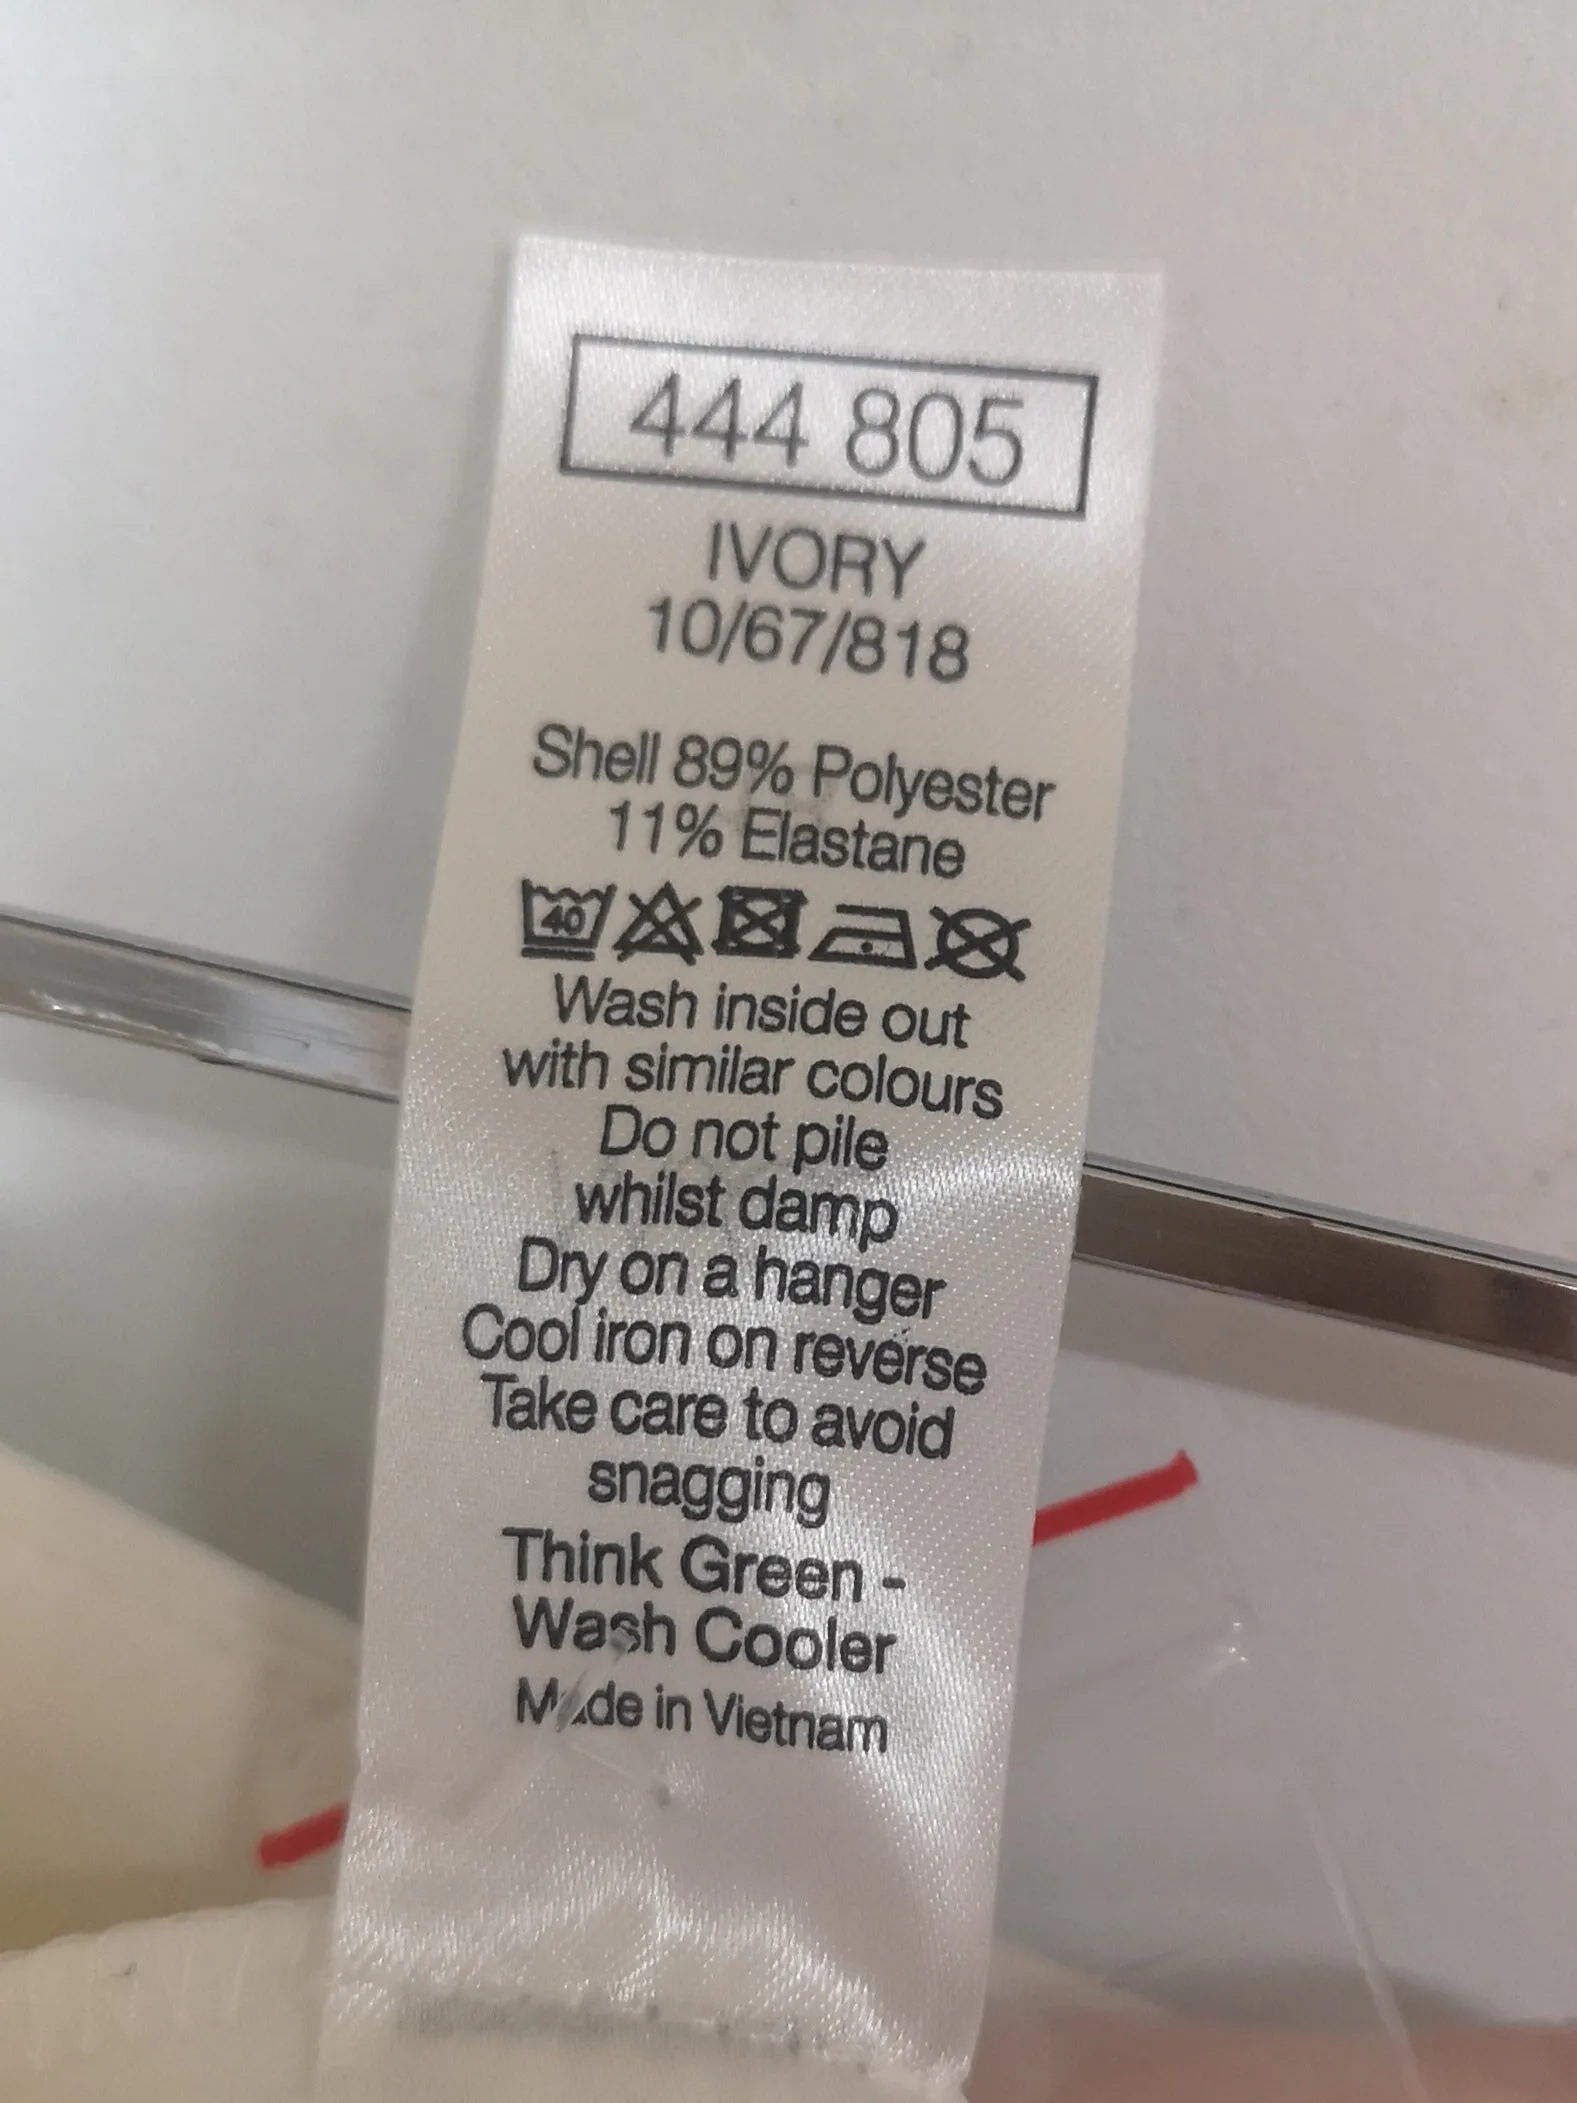 444 805
IVORY
10/67/818
Shell 89% Polyester
11% Elastane
40
Wash inside out
with similar colours
Do not pile
whilst damp
Dry on a hanger
Cool iron on reverse
Take care to avoid
snagging
Think Green -
Wash Cooler
Made in Vietnam